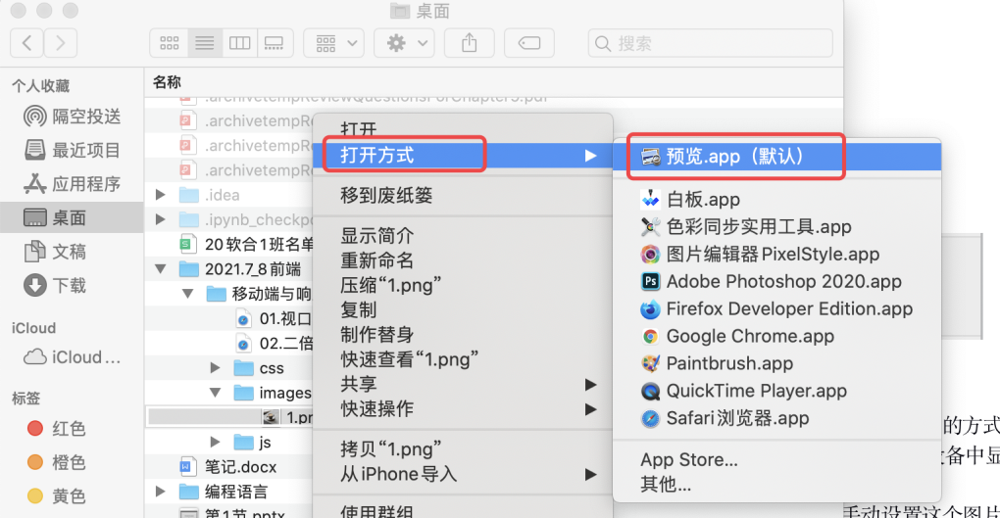 桌面
搜索
个人收藏
隔空投送
最近项目
应用程序
桌面
文稿
下载
iCloud
iCloud…
标签
红色
橙色
黄色
名称
.archivetempReviewQuestionsForChapter5.pdf
.archivetempRe
.archivetempRe
.archivetempRe
.idea
.ipynb_checkpo
20软合1班名单
2021.7_8前端
移动端与响
01.视口
02.二倍
css
images
1.pr
js
笔记.docx
编程语言
第1节.pptx
打开
打开方式
移到废纸篓
显示简介
重新命名
压缩“1.png”
复制
制作替身
快速查看“1.png”
共享
快速操作
拷贝“1.png”
从iPhone导入
使用群组
预览.app（默认）
白板.app
色彩同步实用工具.app
图片编辑器PixelStyle.app
Adobe Photoshop 2020.app
Firefox Developer Edition.app
Google Chrome.app
Paintbrush.app
QuickTime Player.app
Safari浏览器.app
App Store...
其他...
的方式
备中显
手动设置这个图片